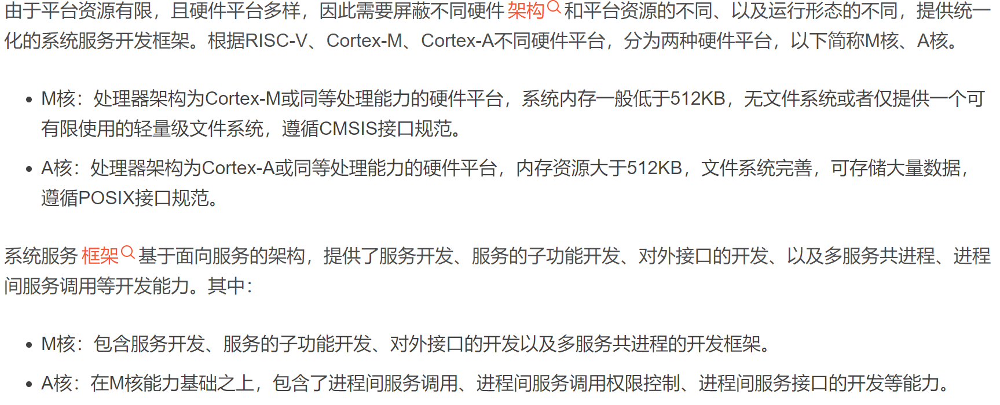 由于平台资源有限，且硬件平台多样，因此需要屏蔽不同硬件 架构 和平台资源的不同、以及运行形态的不同，提供统一
化的系统服务开发框架。根据RISC-V、Cortex-M、Cortex-A不同硬件平台，分为两种硬件平台，以下简称M核、A核。
• M核：处理器架构为Cortex-M或同等处理能力的硬件平台，系统内存一般低于512KB，无文件系统或者仅提供一个可
有限使用的轻量级文件系统，遵循CMSIS接口规范。
• A核：处理器架构为Cortex-A或同等处理能力的硬件平台，内存资源大于512KB，文件系统完善，可存储大量数据，
遵循POSIX接口规范。
系统服务 框架 基于面向服务的架构，提供了服务开发、服务的子功能开发、对外接口的开发、以及多服务共进程、进程
间服务调用等开发能力。其中：
• M核：包含服务开发、服务的子功能开发、对外接口的开发以及多服务共进程的开发框架。
• A核：在M核能力基础之上，包含了进程间服务调用、进程间服务调用权限控制、进程间服务接口的开发等能力。